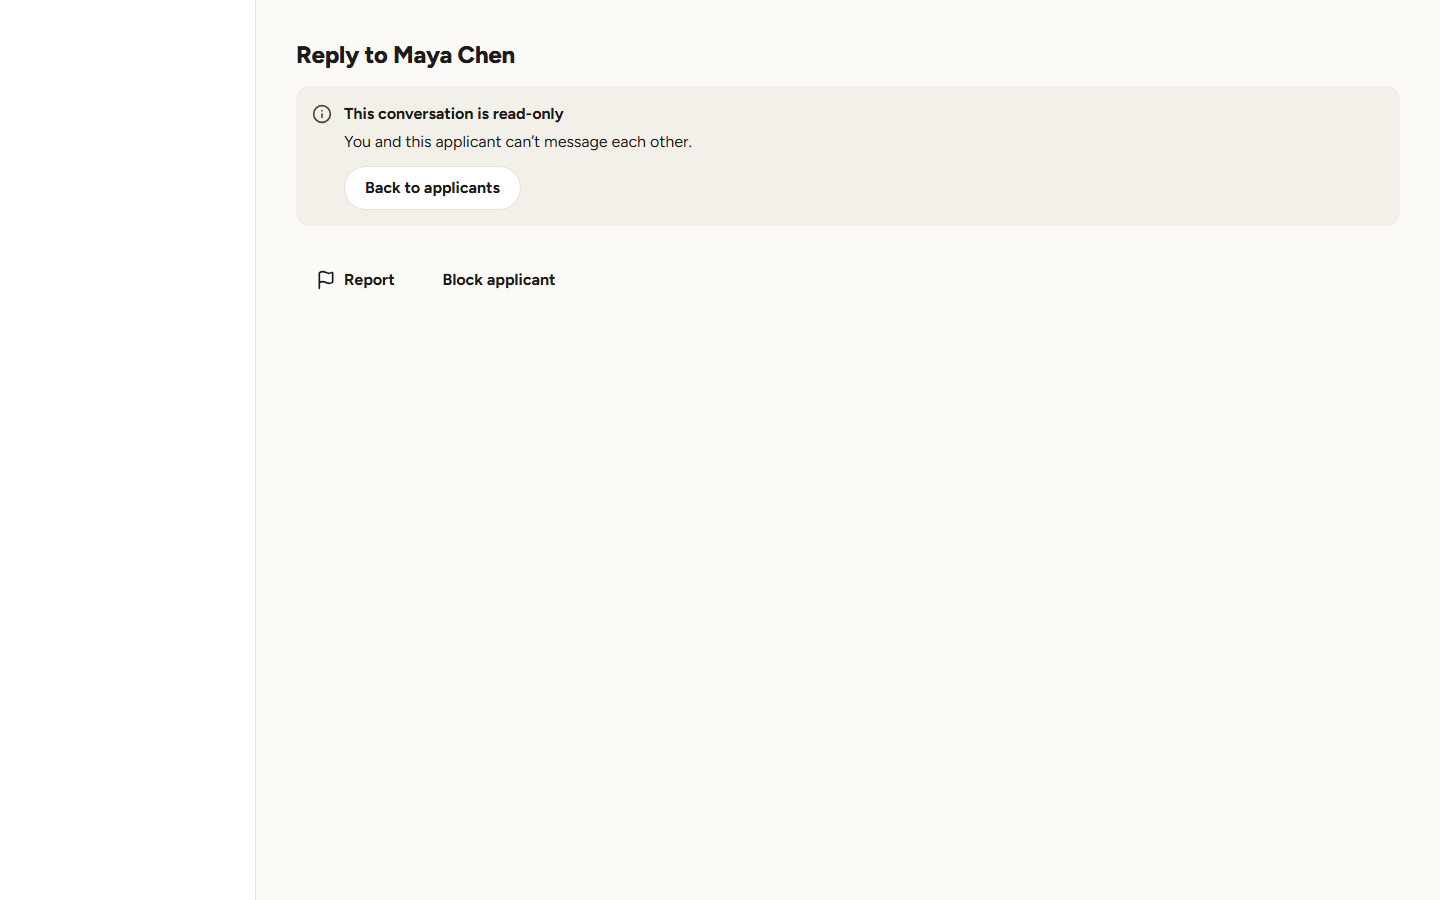 Reply to Maya Chen
This conversation is read-only
You and this applicant can’t message each other.
Back to applicants
Report
Block applicant